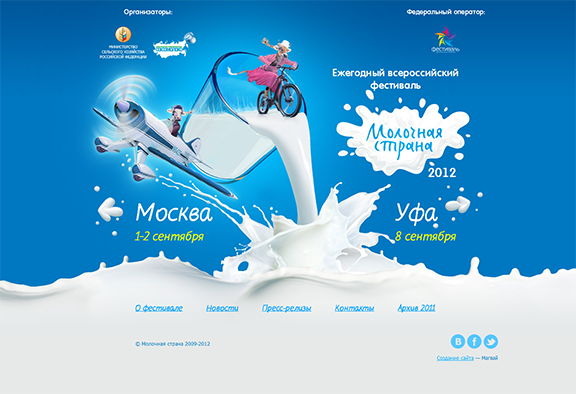 Организаторы:
Федеральный оператор:
МИНИСТЕРСТВО
СЕЛЬСКОГО ХОЗЯЙСТВА
РОССИЙСКОЙ ФЕДЕРАЦИИ
Фестиваль
Ежегодный всероссийский
фестиваль
Молочная
страна
2012
Москва
1-2 сентября
Уфа
8 сентября
О фестивале
Новости
Пресс-релизы
Контакты
Архив 2011
© Молочная страна 2009-2012
Создание сайта —